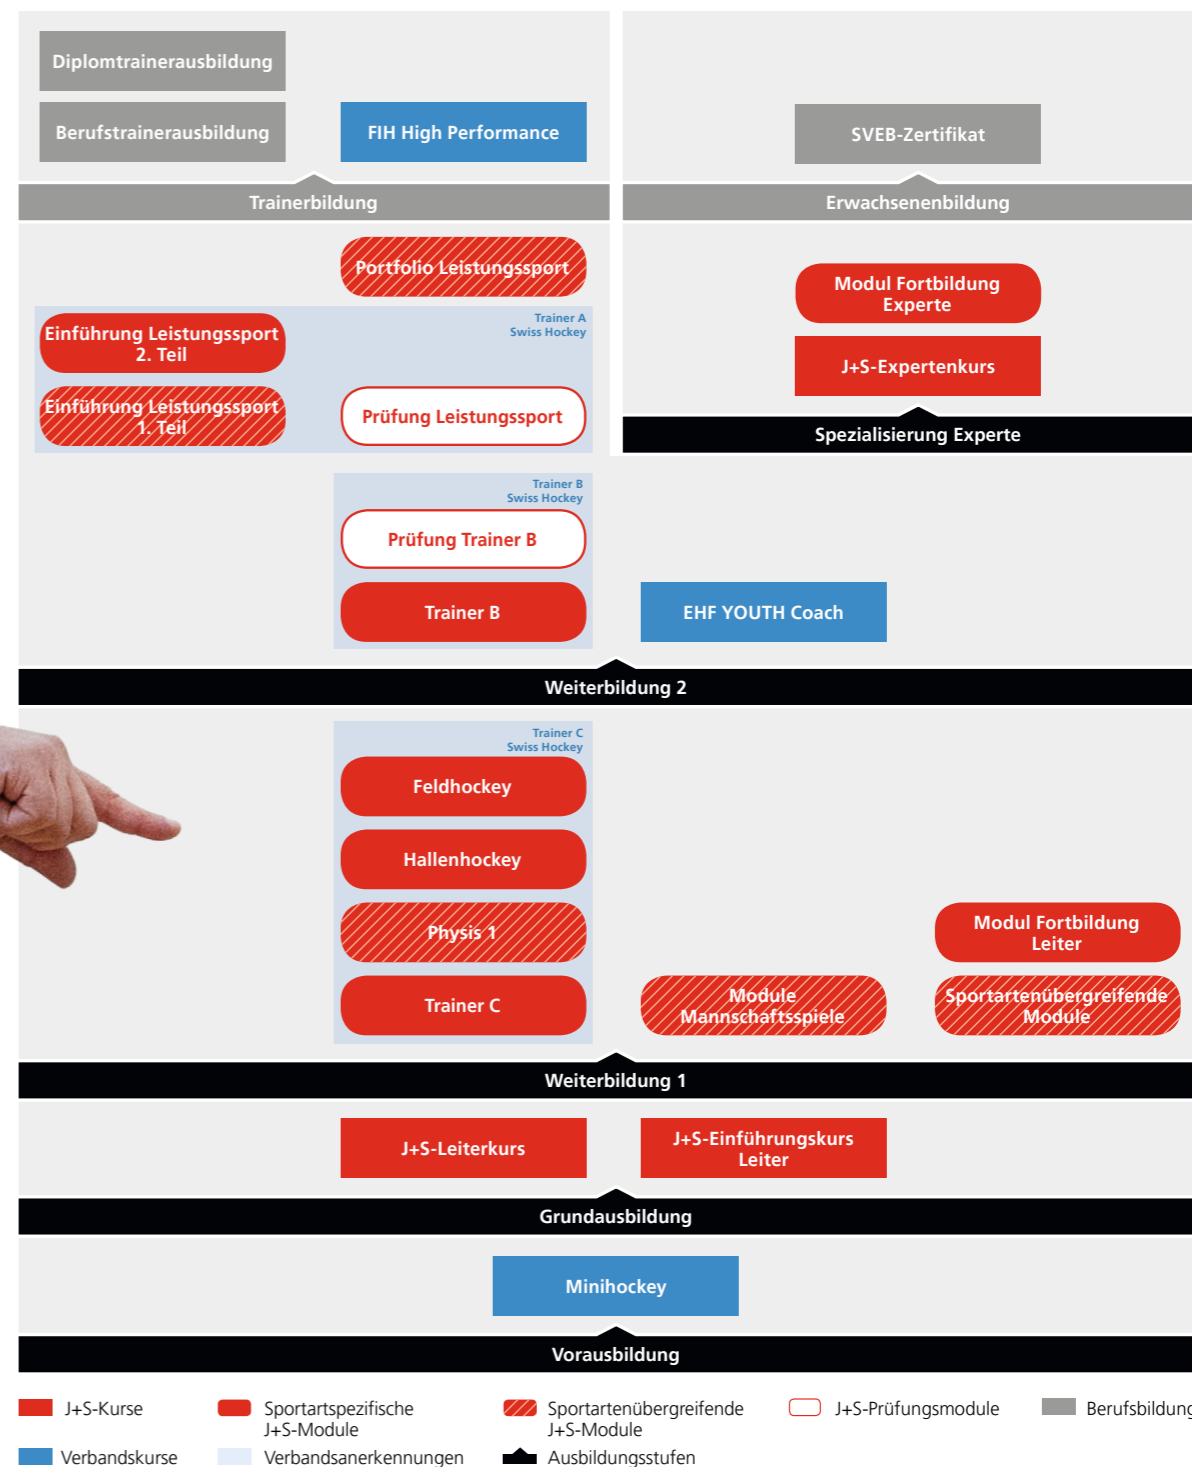 Diplomtrainerausbildung
Berufstrainerausbildung
FIH High Performance
SVEB-Zertifikat
Trainerbildung
Erwachsenenbildung
Portfolio Leistungssport
Modul Fortbildung
Experte
Trainer A
Swiss Hockey
Einführung Leistungssport
2. Teil
J+S-Expertenkurs
Einführung Leistungssport
1. Teil
Prüfung Leistungssport
Spezialisierung Experte
Trainer B
Swiss Hockey
Prüfung Trainer B
Trainer B
EHF YOUTH Coach
Weiterbildung 2
Trainer C
Swiss Hockey
Feldhockey
Hallenhockey
Physis 1
Modul Fortbildung
Leiter
Trainer C
Module
Mannschaftsspiele
Sportartenübergreifende
Module
Weiterbildung 1
J+S-Leiterkurs
J+S-Einführungskurs
Leiter
Grundausbildung
Minihockey
Vorausbildung
J+S-Kurse
Sportartspezifische
J+S-Module
Sportartenübergreifende
J+S-Module
J+S-Prüfungsmodule
Berufsbildung
Verbandskurse
Verbandsanerkennungen
Ausbildungsstufen